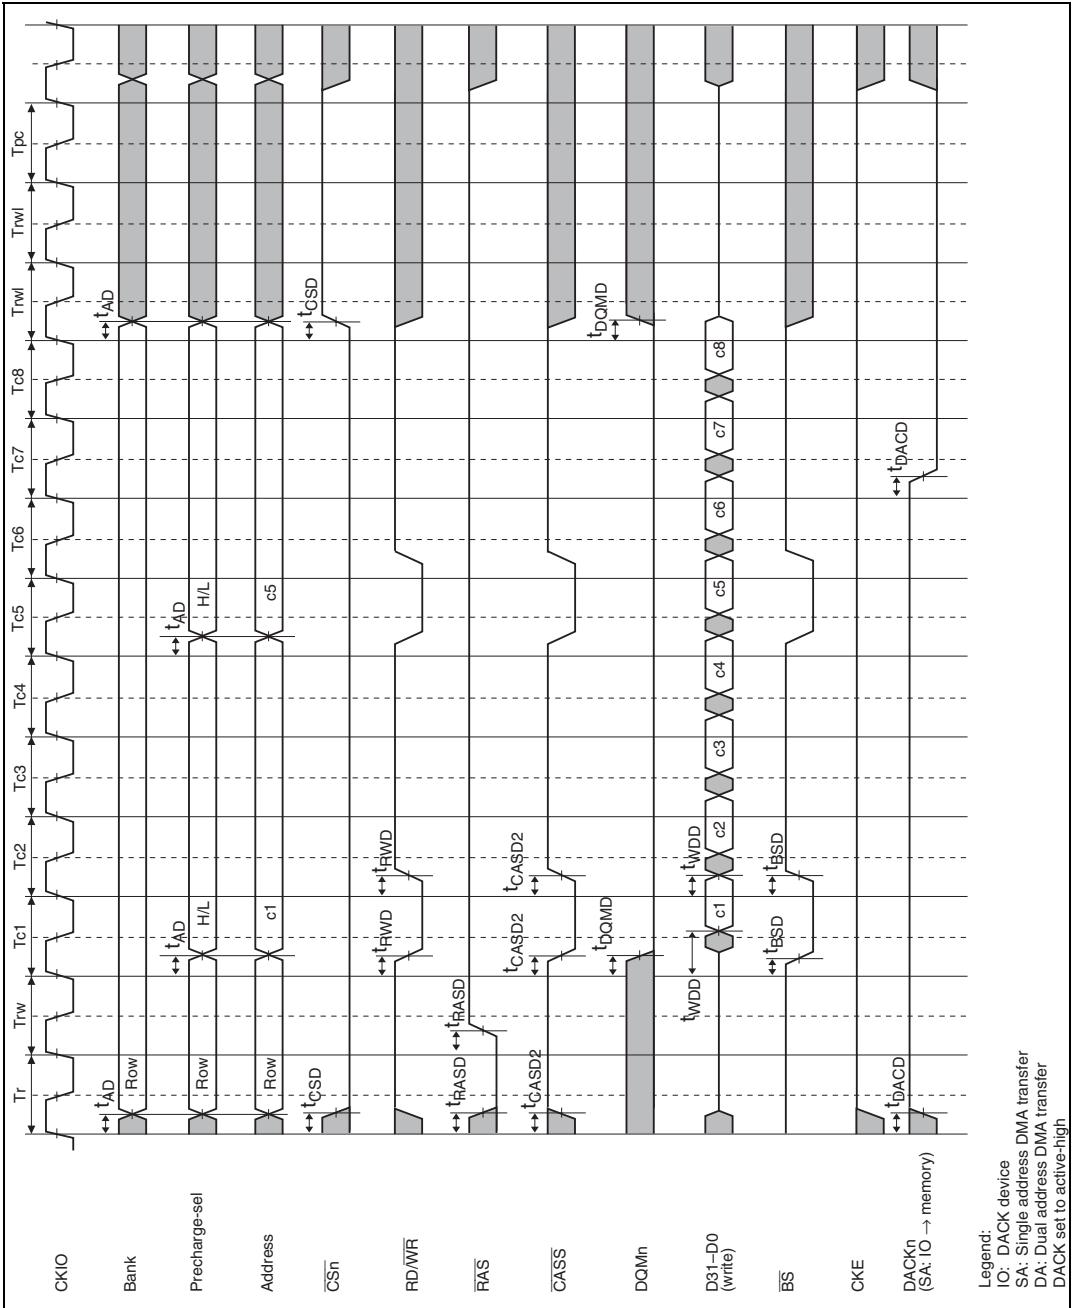 Tr Trw Tc1 Tc2 Tc3 Tc4 Tc5 Tc6 Tc7 Tc8 Trwl Trwl Tpc
CKIO
tAD tAD
Bank Row
tAD tAD
Precharge-sel Row H/L H/L
Address Row c1 c5
tCSD tCSD
CSn
tRWD tRWD
RD/WR
tRASD tRASD
RAS
tCASD2 tCASD2 tCASD2
CASS
tDQMD tDQMD
DQMn
tWDD tWDD
D31–D0
(write)
c1 c2 c3 c4 c5 c6 c7 c8
tBSD tBSD
BS
CKE
tDACD tDACD
DACKn
(SA: IO → memory)
Legend:
IO: DACK device
SA: Single address DMA transfer
DA: Dual address DMA transfer
DACK set to active-high